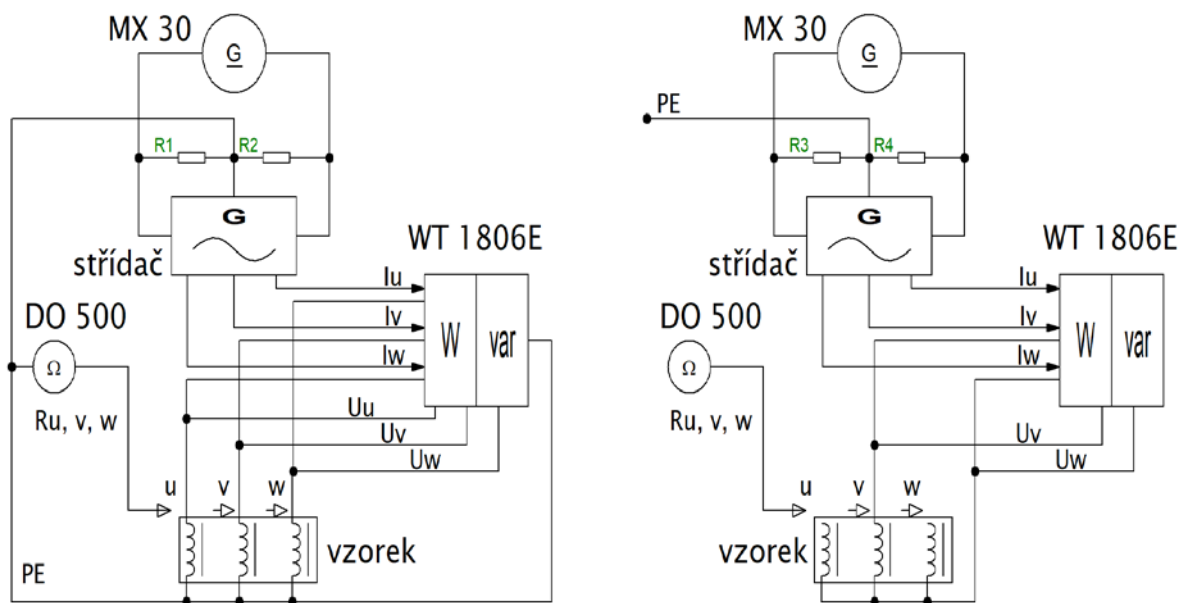 MX 30
G
R1
R2
G
střídač
WT 1806E
Iu
Iv
Iw
W
var
DO 500
Ω
Ru, v, w
Uu
Uv
Uw
u
v
w
vzorek
PE
MX 30
G
PE
R3
R4
G
střídač
WT 1806E
Iu
Iv
Iw
W
var
DO 500
Ω
Ru, v, w
Uv
Uw
u
v
w
vzorek